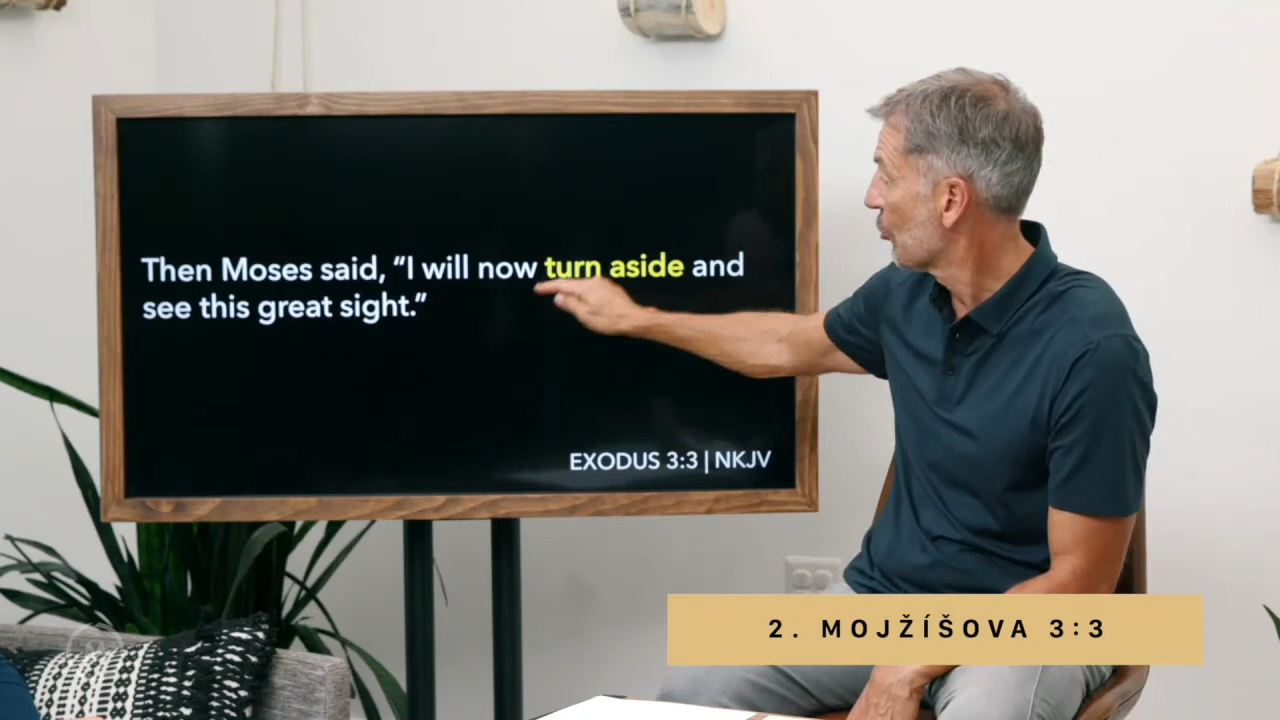 Then Moses said, “I will now turn aside and
see this great sight.”
EXODUS 3:3 | NKJV
2. MOJŽÍŠOVA 3:3